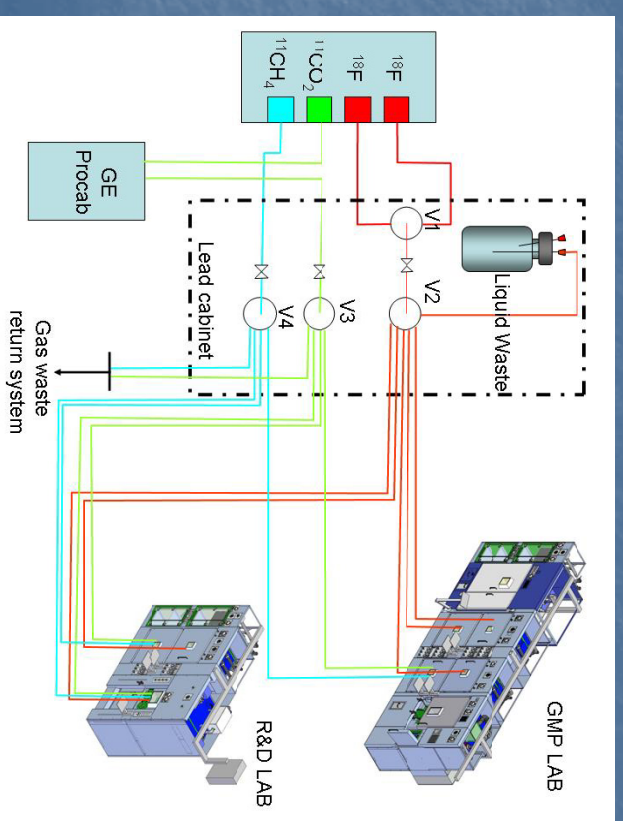 GMP LAB
Liquid Waste
V1
V2
¹⁸F
¹⁸F
V3
¹¹CO₂
V4
¹¹CH₄
R&D LAB
Lead cabinet
GE
Procab
Gas waste
return system